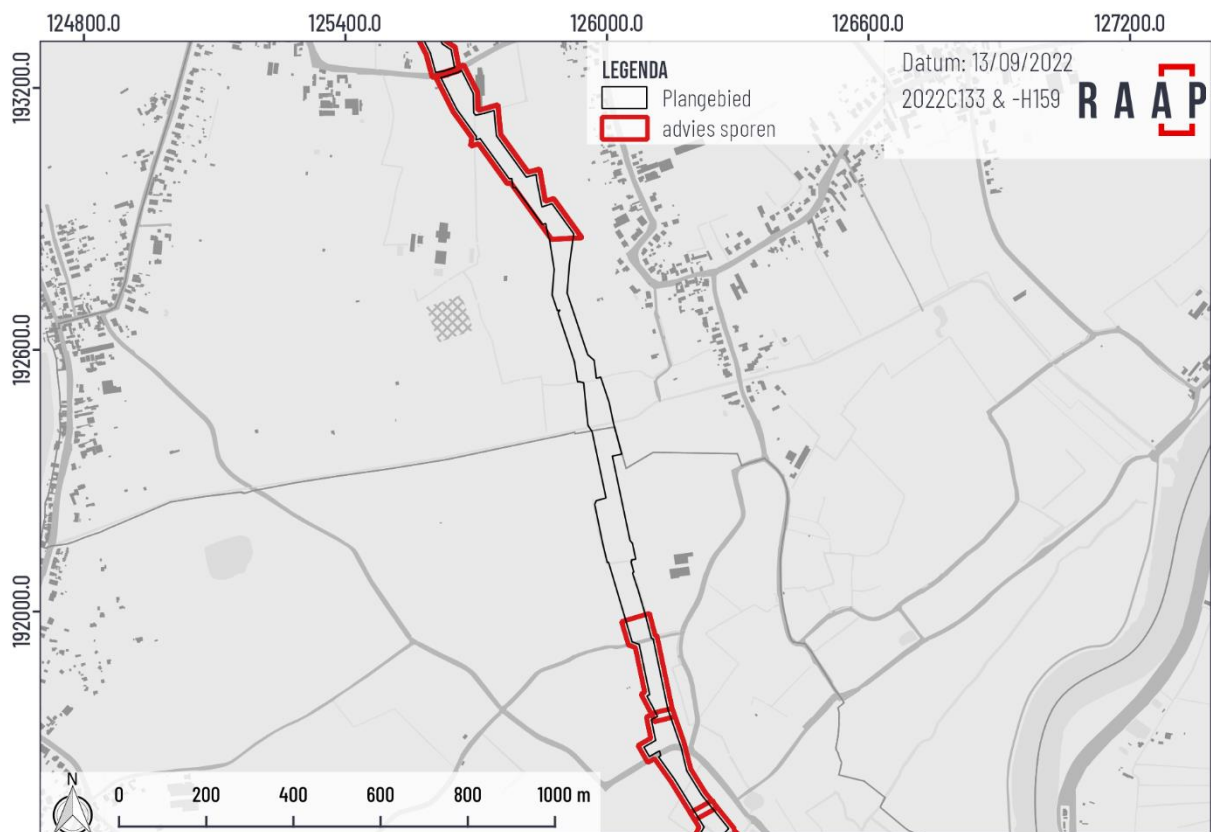 124800.0 125400.0 126000.0 126600.0 127200.0
193200.0
192600.0
192000.0
LEGENDA
Plangebied
advies sporen
Datum: 13/09/2022
2022C133 & -H159
RAAP
N
0 200 400 600 800 1000 m